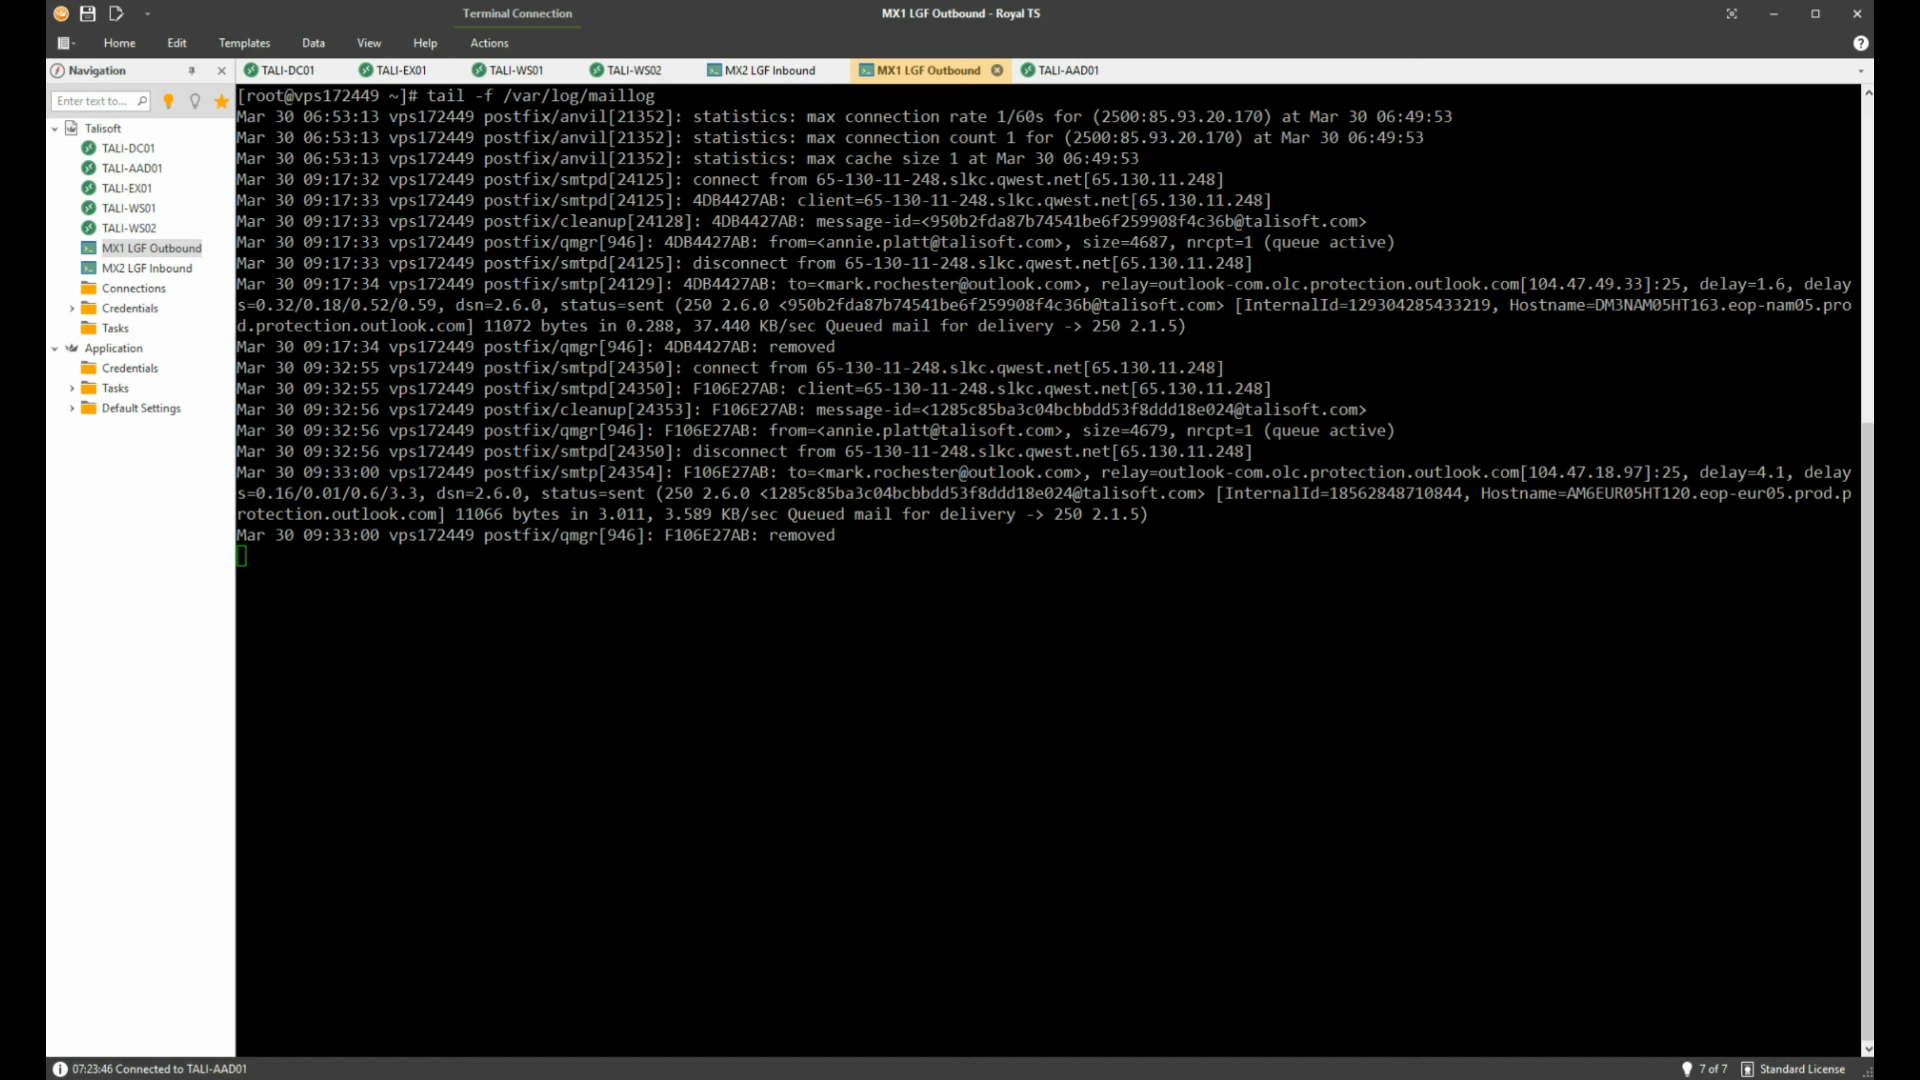 Terminal Connection
MX1 LGF Outbound - Royal TS
Home Edit Templates Data View Help Actions
Navigation
TALI-DC01 TALI-EX01 TALI-WS01 TALI-WS02 MX2 LGF Inbound MX1 LGF Outbound TALI-AAD01
Enter text to...
Talisoft
TALI-DC01
TALI-AAD01
TALI-EX01
TALI-WS01
TALI-WS02
MX1 LGF Outbound
MX2 LGF Inbound
Connections
Credentials
Tasks
Application
Credentials
Tasks
Default Settings
[root@vps172449 ~]# tail -f /var/log/maillog
Mar 30 06:53:13 vps172449 postfix/anvil[21352]: statistics: max connection rate 1/60s for (2500:85.93.20.170) at Mar 30 06:49:53
Mar 30 06:53:13 vps172449 postfix/anvil[21352]: statistics: max connection count 1 for (2500:85.93.20.170) at Mar 30 06:49:53
Mar 30 06:53:13 vps172449 postfix/anvil[21352]: statistics: max cache size 1 at Mar 30 06:49:53
Mar 30 09:17:32 vps172449 postfix/smtpd[24125]: connect from 65-130-11-248.slkc.qwest.net[65.130.11.248]
Mar 30 09:17:33 vps172449 postfix/smtpd[24125]: 4DB4427AB: client=65-130-11-248.slkc.qwest.net[65.130.11.248]
Mar 30 09:17:33 vps172449 postfix/cleanup[24128]: 4DB4427AB: message-id=<950b2fda87b74541be6f259908f4c36b@talisoft.com>
Mar 30 09:17:33 vps172449 postfix/qmgr[946]: 4DB4427AB: from=<annie.platt@talisoft.com>, size=4687, nrcpt=1 (queue active)
Mar 30 09:17:33 vps172449 postfix/smtpd[24125]: disconnect from 65-130-11-248.slkc.qwest.net[65.130.11.248]
Mar 30 09:17:34 vps172449 postfix/smtp[24129]: 4DB4427AB: to=<mark.rochester@outlook.com>, relay=outlook-com.olc.protection.outlook.com[104.47.49.33]:25, delay=1.6, delay
s=0.32/0.18/0.52/0.59, dsn=2.6.0, status=sent (250 2.6.0 <950b2fda87b74541be6f259908f4c36b@talisoft.com> [InternalId=129304285433219, Hostname=DM3NAM05HT163.eop-nam05.pro
d.protection.outlook.com] 11072 bytes in 0.288, 37.440 KB/sec Queued mail for delivery -> 250 2.1.5)
Mar 30 09:17:34 vps172449 postfix/qmgr[946]: 4DB4427AB: removed
Mar 30 09:32:55 vps172449 postfix/smtpd[24350]: connect from 65-130-11-248.slkc.qwest.net[65.130.11.248]
Mar 30 09:32:55 vps172449 postfix/smtpd[24350]: F106E27AB: client=65-130-11-248.slkc.qwest.net[65.130.11.248]
Mar 30 09:32:56 vps172449 postfix/cleanup[24353]: F106E27AB: message-id=<1285c85ba3c04bcbbdd53f8ddd18e024@talisoft.com>
Mar 30 09:32:56 vps172449 postfix/qmgr[946]: F106E27AB: from=<annie.platt@talisoft.com>, size=4679, nrcpt=1 (queue active)
Mar 30 09:32:56 vps172449 postfix/smtpd[24350]: disconnect from 65-130-11-248.slkc.qwest.net[65.130.11.248]
Mar 30 09:33:00 vps172449 postfix/smtp[24354]: F106E27AB: to=<mark.rochester@outlook.com>, relay=outlook-com.olc.protection.outlook.com[104.47.18.97]:25, delay=4.1, delay
s=0.16/0.01/0.6/3.3, dsn=2.6.0, status=sent (250 2.6.0 <1285c85ba3c04bcbbdd53f8ddd18e024@talisoft.com> [InternalId=18562848710844, Hostname=AM6EUR05HT120.eop-eur05.prod.p
rotection.outlook.com] 11066 bytes in 3.011, 3.589 KB/sec Queued mail for delivery -> 250 2.1.5)
Mar 30 09:33:00 vps172449 postfix/qmgr[946]: F106E27AB: removed
07:23:46 Connected to TALI-AAD01
7 of 7 Standard License